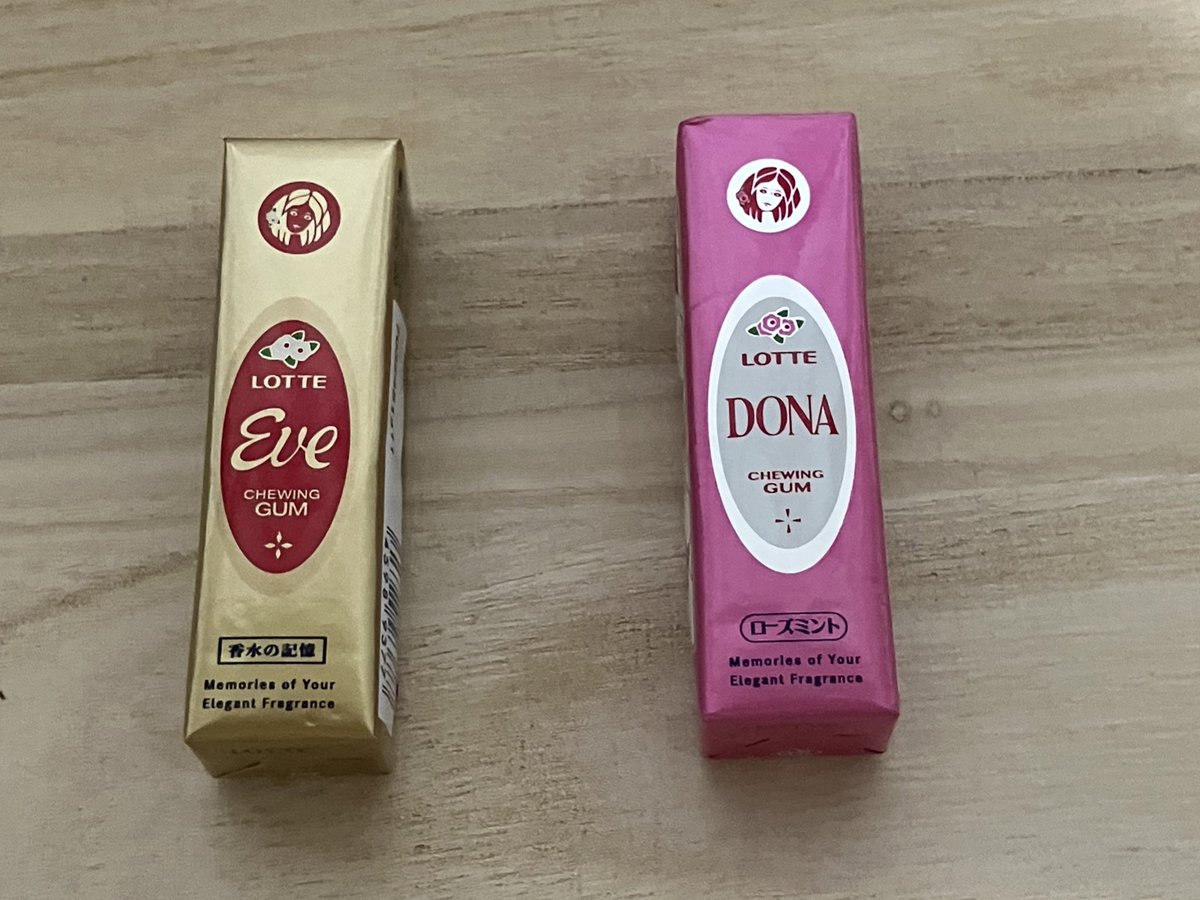 LOTTE
Eve
CHEWING
GUM
香水の記憶
Memories of Your
Elegant Fragrance
LOTTE
DONA
CHEWING
GUM
ローズミント
Memories of Your
Elegant Fragrance